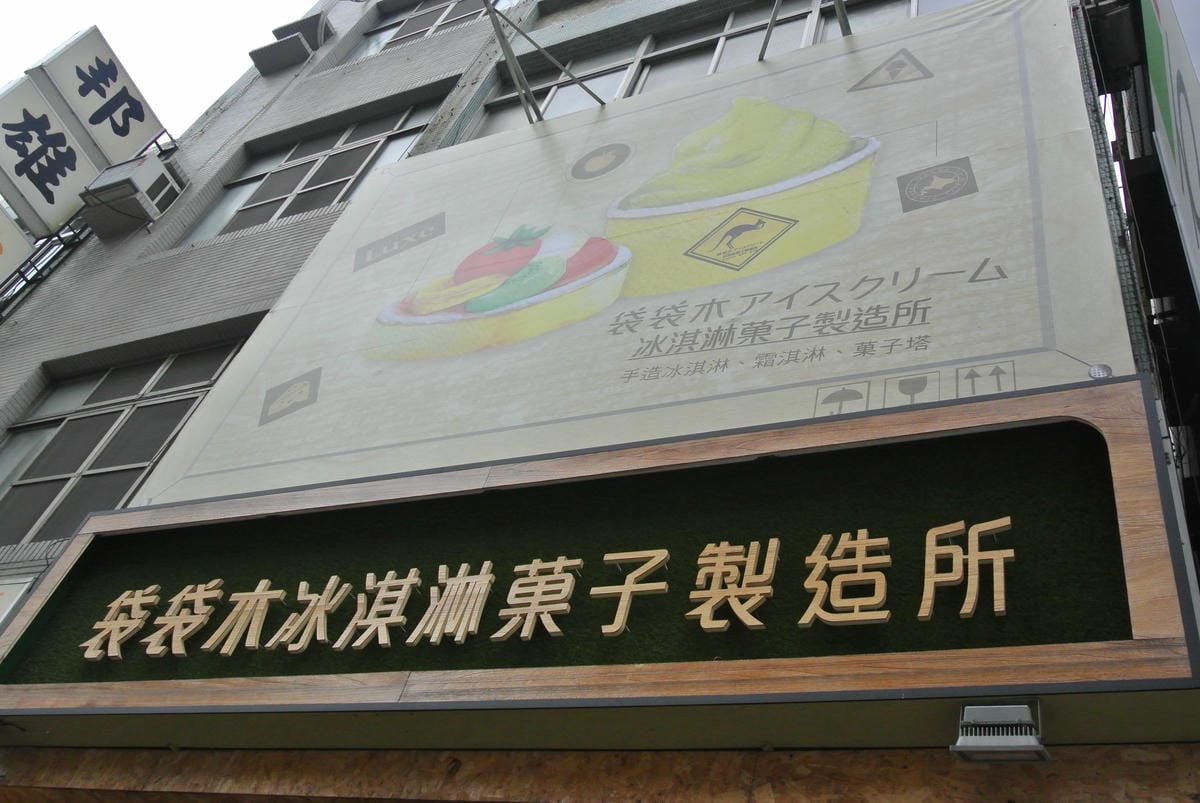 邦
雄
Luxe
袋袋木アイスクリーム
冰淇淋菓子製造所
手造冰淇淋、霜淇淋、菓子塔
袋袋木冰淇淋菓子製造所